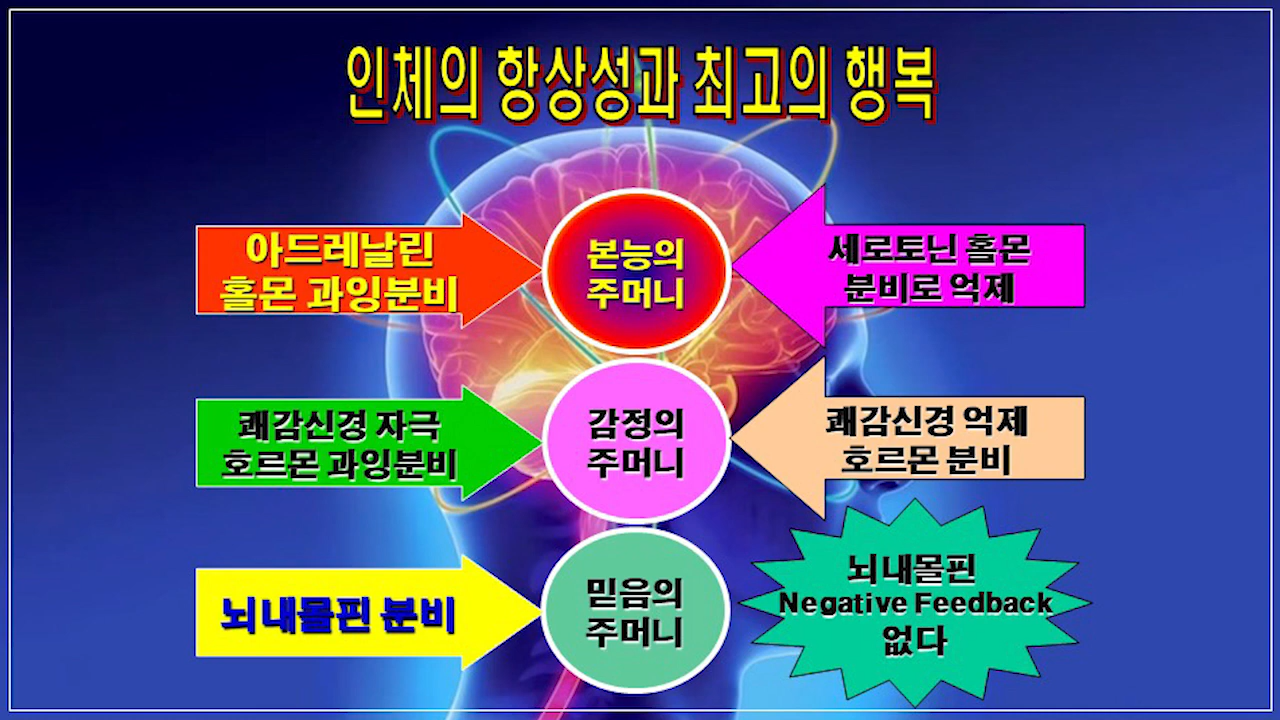 인체의 항상성과 최고의 행복
아드레날린
홀몬 과잉분비
본능의
주머니
세로토닌 홀몬
분비로 억제
쾌감신경 자극
호르몬 과잉분비
감정의
주머니
쾌감신경 억제
호르몬 분비
뇌내몰핀 분비
믿음의
주머니
뇌내몰핀
Negative Feedback
없다